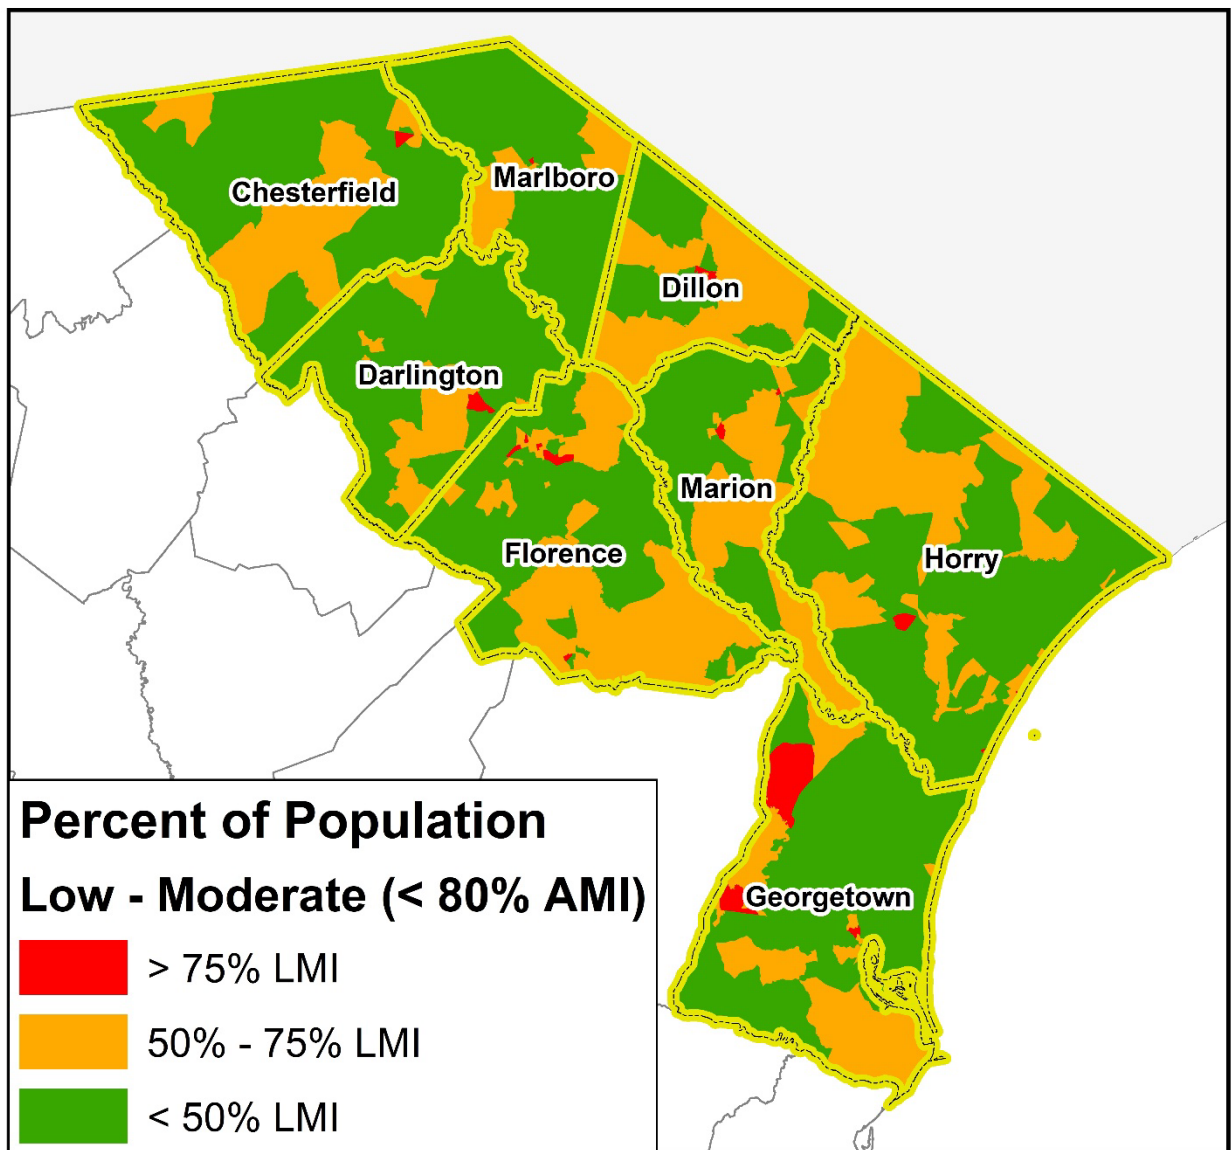 Chesterfield
Marlboro
Dillon
Darlington
Marion
Florence
Horry
Georgetown
Percent of Population
Low - Moderate (< 80% AMI)
> 75% LMI
50% - 75% LMI
< 50% LMI